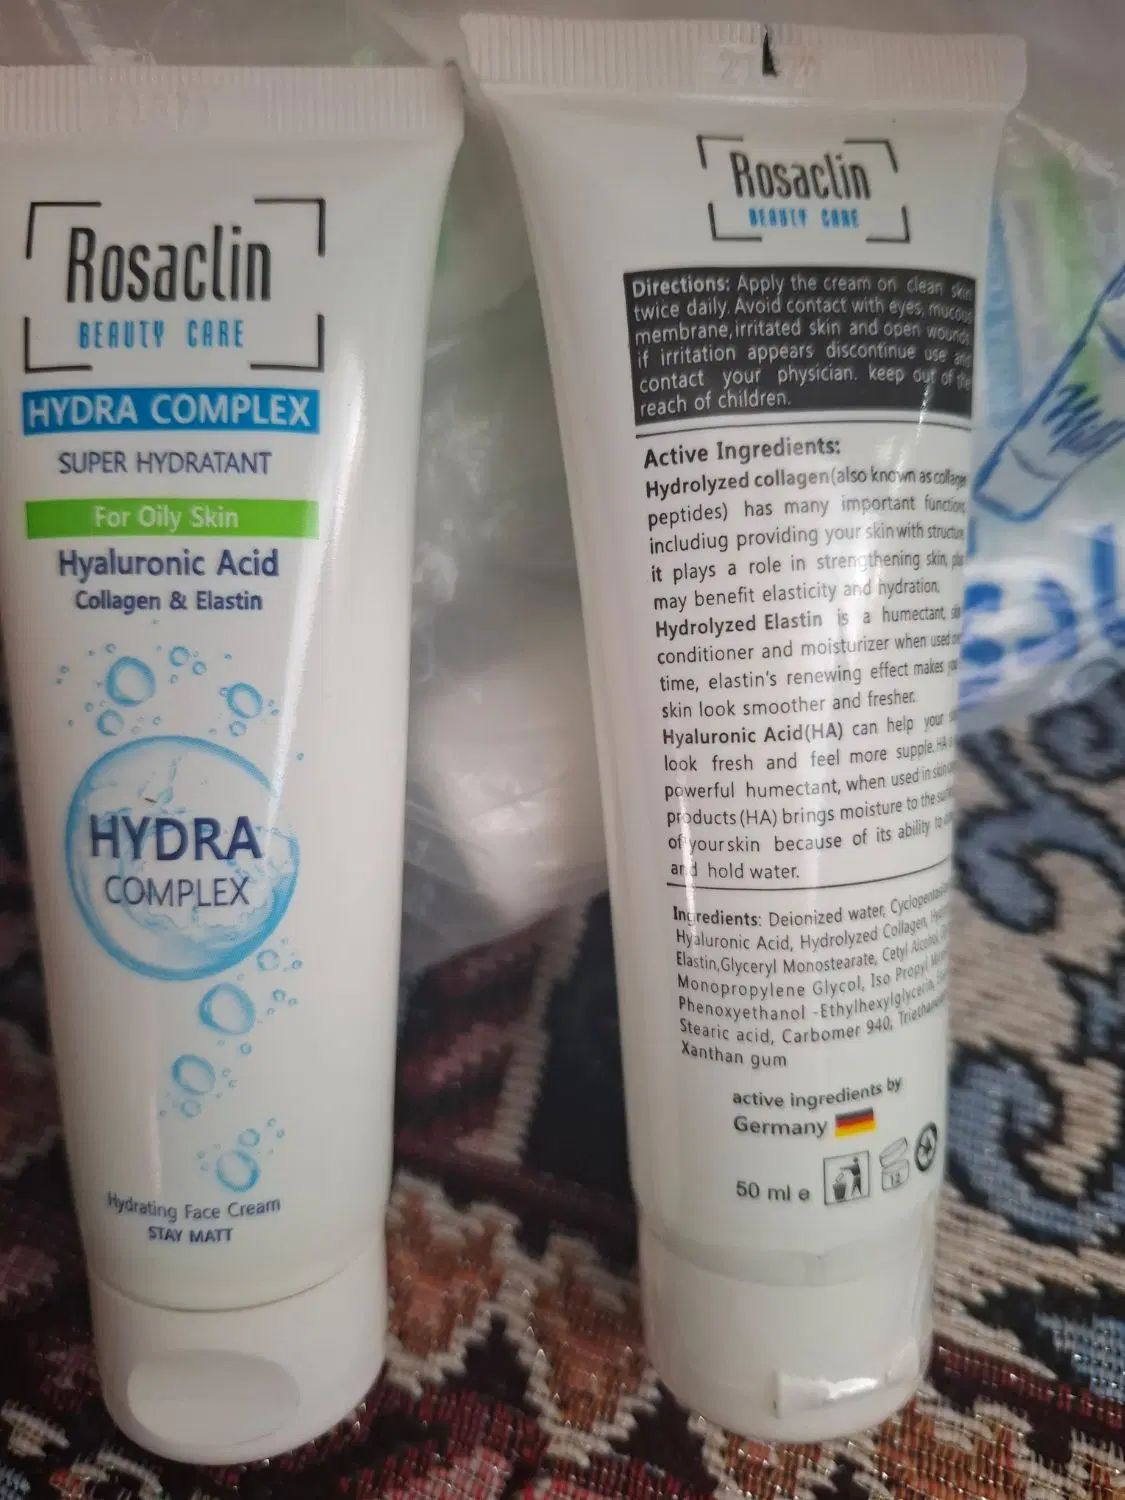 Rosaclin
BEAUTY CARE
HYDRA COMPLEX
SUPER HYDRATANT
For Oily Skin
Hyaluronic Acid
Collagen & Elastin
HYDRA
COMPLEX
Hydrating Face Cream
STAY MATT
Rosaclin
BEAUTY CARE
Directions: Apply the cream on clean
twice daily. Avoid contact with eyes,
membrane, irritated skin and open wounds
if irritation appears discontinue use
contact your physician. keep out of the
reach of children.
Active Ingredients:
Hydrolyzed collagen(also known as
peptides) has many important
includiug providing your skin with
it plays a role in strengthening skin,
may benefit elasticity and hydration.
Hydrolyzed Elastin is a humectant,
conditioner and moisturizer when used
time, elastin's renewing effect makes
skin look smoother and fresher.
Hyaluronic Acid(HA) can help your
look fresh and feel more supple. HA
powerful humectant, when used in
products (HA) brings moisture to the
of your skin because of its ability to
and hold water.
Ingredients: Deionized water,
Hyaluronic Acid, Hydrolyzed Collagen,
Elastin,Glyceryl Monostearate, Cetyl Alcohol,
Monopropylene Glycol, Iso Propyl
Phenoxyethanol -Ethylhexylglycerin,
Stearic acid, Carbomer 940,
Xanthan gum
active ingredients by
Germany
50 ml e
12